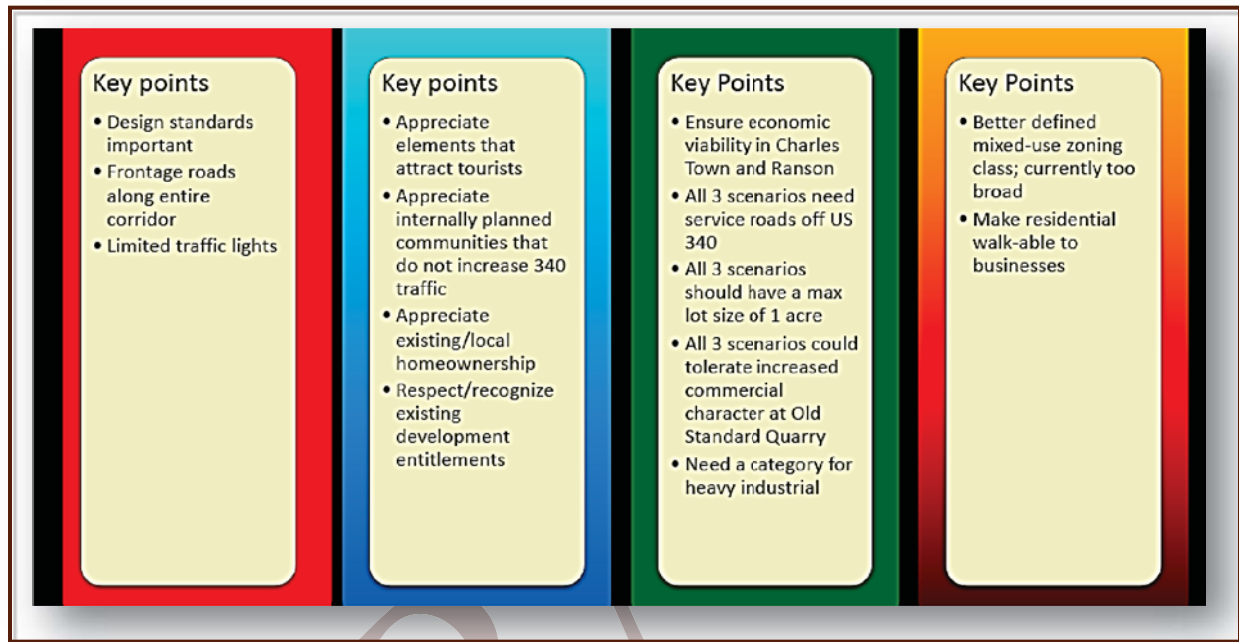 Key points
• Design standards
important
• Frontage roads
along entire
corridor
• Limited traffic lights
Key points
• Appreciate
elements that
attract tourists
• Appreciate
internally planned
communities that
do not increase 340
traffic
• Appreciate
existing/local
homeownership
• Respect/recognize
existing
development
entitlements
Key Points
• Ensure economic
viability in Charles
Town and Ranson
• All 3 scenarios need
service roads off US
340
• All 3 scenarios
should have a max
lot size of 1 acre
• All 3 scenarios could
tolerate increased
commercial
character at Old
Standard Quarry
• Need a category for
heavy industrial
Key Points
• Better defined
mixed-use zoning
class; currently too
broad
• Make residential
walk-able to
businesses